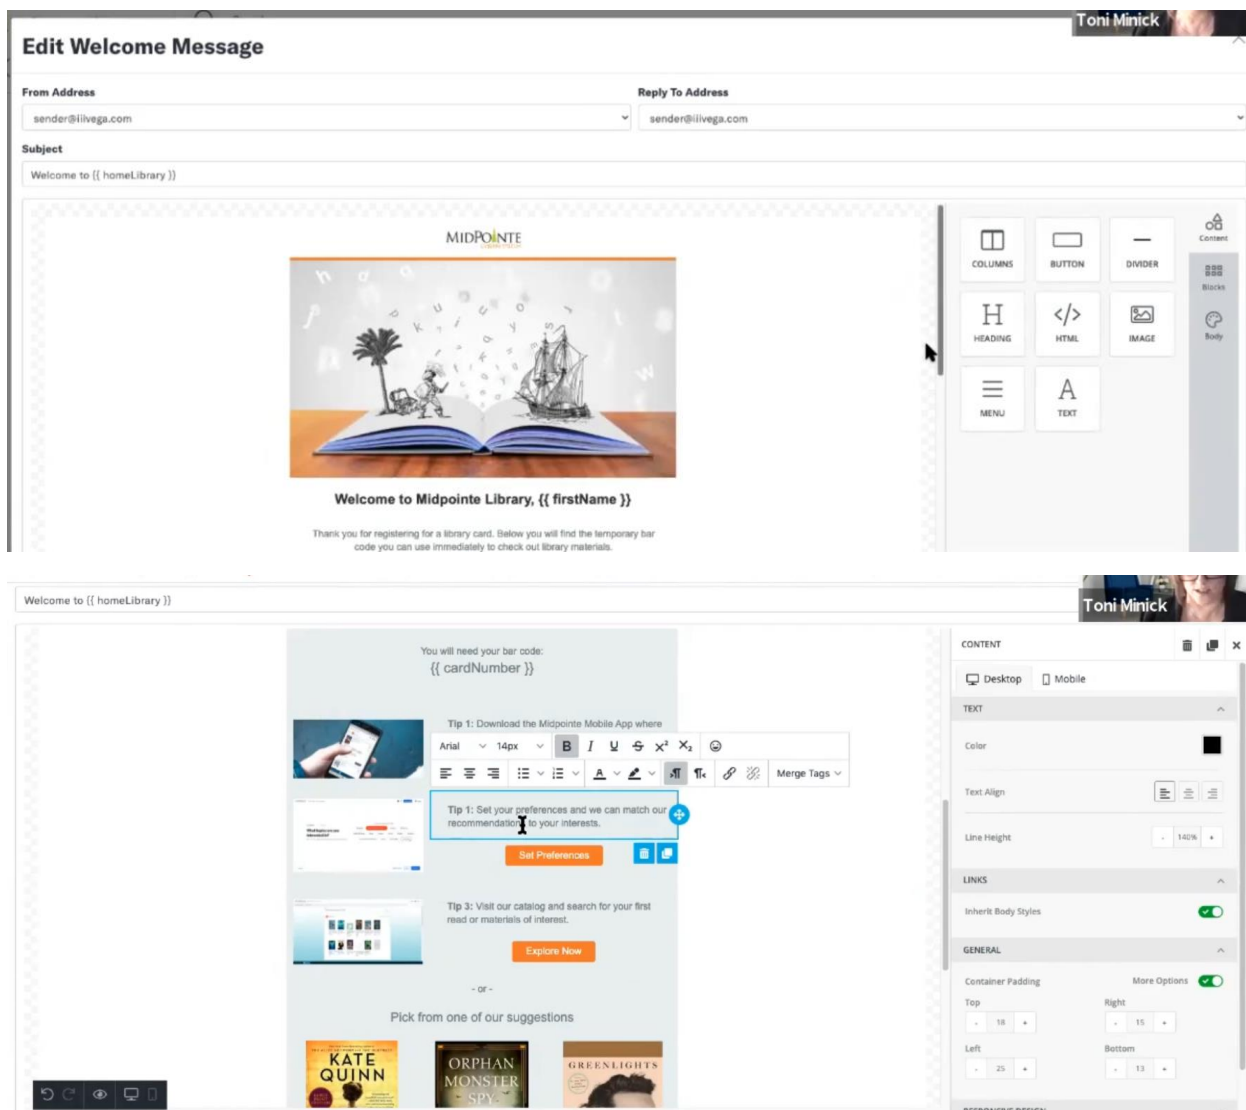 Toni Minick
Edit Welcome Message
From Address
Reply To Address
sender@iiivega.com
sender@iiivega.com
Subject
Welcome to {{ homeLibrary }}
MIDPOINTE
COLUMNS
BUTTON
DIVIDER
Content
Blocks
HEADING
HTML
IMAGE
Body
MENU
TEXT
Welcome to Midpointe Library, {{ firstName }}
Thank you for registering for a library card. Below you will find the temporary bar
code you can use immediately to check out library materials.
Welcome to {{ homeLibrary }}
Toni Minick
You will need your bar code:
{{ cardNumber }}
Tip 1: Download the Midpointe Mobile App where
Arial 14px B I U S X² X₂
Merge Tags
Tip 1: Set your preferences and we can match our
recommendations to your interests.
Set Preferences
Tip 3: Visit our catalog and search for your first
read or materials of interest.
Explore Now
- or -
Pick from one of our suggestions
KATE
QUINN
ORPHAN
MONSTER
SPY
GREENLIGHTS
CONTENT
Desktop Mobile
TEXT
Color
Text Align
Line Height
- 140% +
LINKS
Inherit Body Styles
GENERAL
Container Padding
More Options
Top
Right
- 18 +
- 15 +
Left
Bottom
- 25 +
- 13 +
RESPONSIVE DESIGN